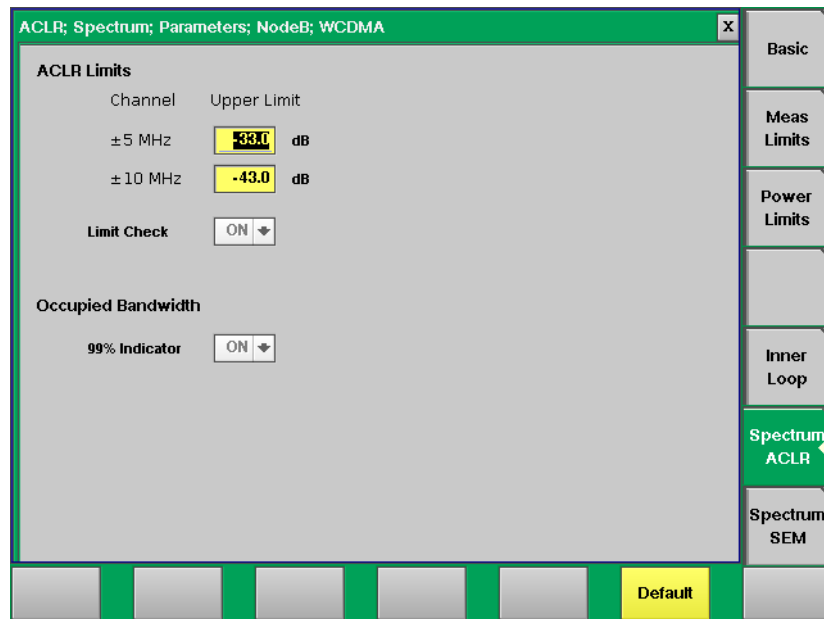 ACLR; Spectrum; Parameters; NodeB; WCDMA
X
ACLR Limits
Channel Upper Limit
±5 MHz -33.0 dB
±10 MHz -43.0 dB
Limit Check ON
Occupied Bandwidth
99% Indicator ON
Basic
Meas
Limits
Power
Limits
Inner
Loop
Spectrum
ACLR
Spectrum
SEM
Default